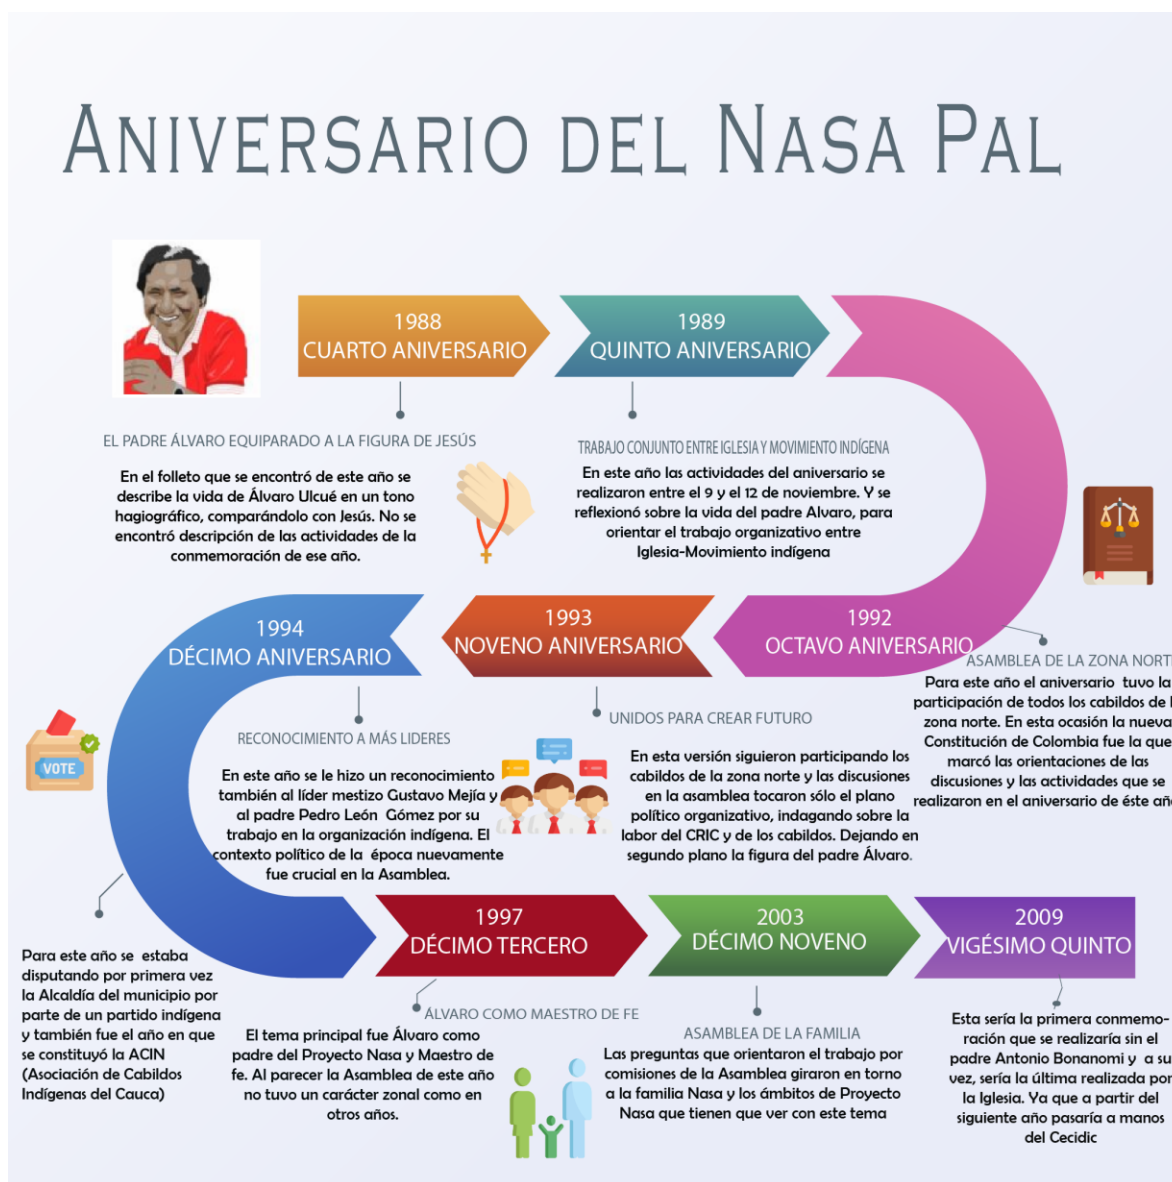 ANIVERSARIO DEL NASA PAL
1988
CUARTO ANIVERSARIO
1989
QUINTO ANIVERSARIO
EL PADRE ÁLVARO EQUIPARADO A LA FIGURA DE JESÚS
En el folleto que se encontró de este año se
describe la vida de Álvaro Ulcué en un tono
hagiográfico, comparándolo con Jesús. No se
encontró descripción de las actividades de la
conmemoración de ese año.
TRABAJO CONJUNTO ENTRE IGLESIA Y MOVIMIENTO INDÍGENA
En este año las actividades del aniversario se
realizaron entre el 9 y el 12 de noviembre. Y se
reflexionó sobre la vida del padre Alvaro, para
orientar el trabajo organizativo entre
Iglesia-Movimiento indígena
1992
OCTAVO ANIVERSARIO
ASAMBLEA DE LA ZONA NORT
Para este año el aniversario tuvo la
participación de todos los cabildos de l
zona norte. En esta ocasión la nueva
Constitución de Colombia fue la que
marcó las orientaciones de las
discusiones y las actividades que se
realizaron en el aniversario de éste añ
1993
NOVENO ANIVERSARIO
UNIDOS PARA CREAR FUTURO
En esta versión siguieron participando los
cabildos de la zona norte y las discusiones
en la asamblea tocaron sólo el plano
político organizativo, indagando sobre la
labor del CRIC y de los cabildos. Dejando en
segundo plano la figura del padre Álvaro.
1994
DÉCIMO ANIVERSARIO
RECONOCIMIENTO A MÁS LIDERES
En este año se le hizo un reconocimiento
también al líder mestizo Gustavo Mejía y
al padre Pedro León Gómez por su
trabajo en la organización indígena. El
contexto político de la época nuevamente
fue crucial en la Asamblea.
VOTE
Para este año se estaba
disputando por primera vez
la Alcaldía del municipio por
parte de un partido indígena
y también fue el año en que
se constituyó la ACIN
(Asociación de Cabildos
Indígenas del Cauca)
1997
DÉCIMO TERCERO
ÁLVARO COMO MAESTRO DE FE
El tema principal fue Álvaro como
padre del Proyecto Nasa y Maestro de
fe. Al parecer la Asamblea de este año
no tuvo un carácter zonal como en
otros años.
2003
DÉCIMO NOVENO
ASAMBLEA DE LA FAMILIA
Las preguntas que orientaron el trabajo por
comisiones de la Asamblea giraron en torno
a la familia Nasa y los ámbitos de Proyecto
Nasa que tienen que ver con este tema
2009
VIGÉSIMO QUINTO
Esta sería la primera conmemo-
ración que se realizaría sin el
padre Antonio Bonanomi y a su
vez, sería la última realizada por
la Iglesia. Ya que a partir del
siguiente año pasaría a manos
del Cecidic